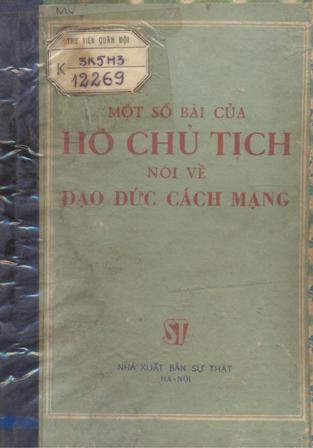 MV
THƯ VIỆN QUÂN ĐỘI
K
3K5H3
12269
MỘT SỐ BÀI CỦA
HỒ CHỦ TỊCH
NÓI VỀ
ĐẠO ĐỨC CÁCH MẠNG
ST
NHÀ XUẤT BẢN SỰ THẬT
HÀ-NỘI